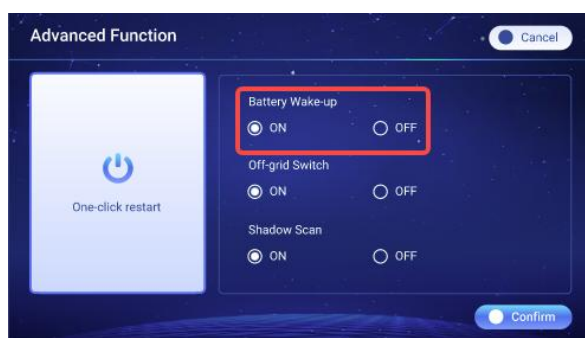 Advanced Function
Cancel
Battery Wake-up
ON OFF
One-click restart
Off-grid Switch
ON OFF
Shadow Scan
ON OFF
Confirm